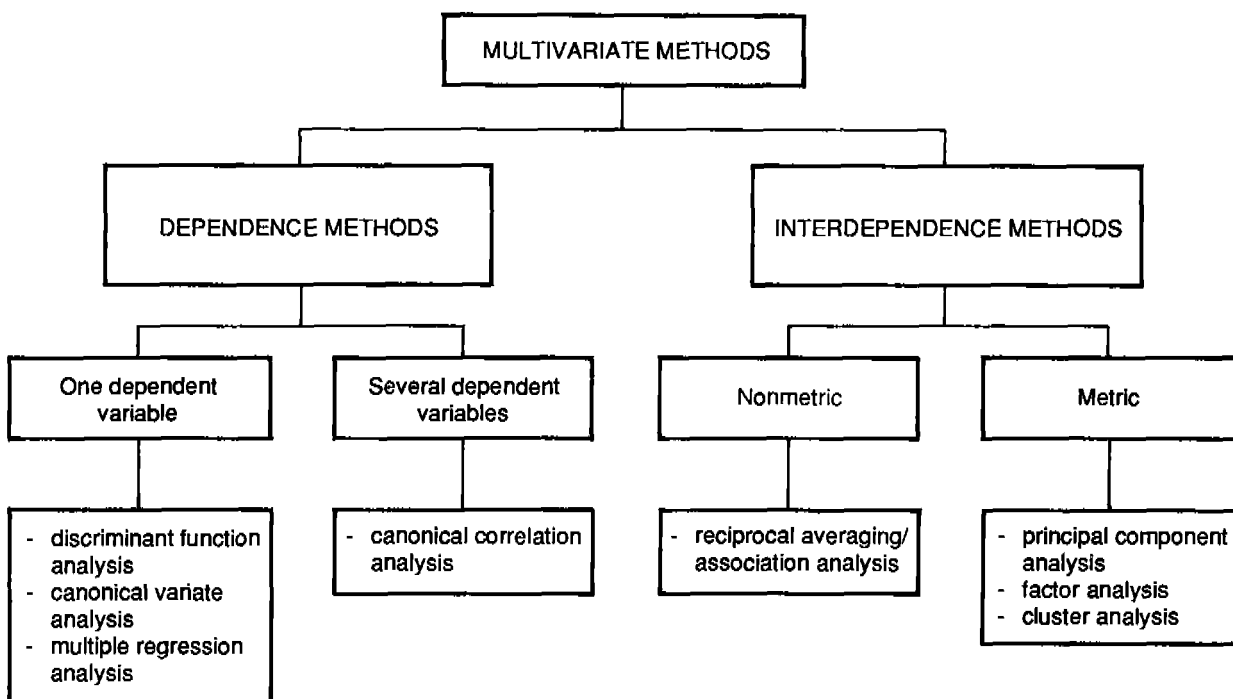 MULTIVARIATE METHODS
DEPENDENCE METHODS
INTERDEPENDENCE METHODS
One dependent
variable
Several dependent
variables
Nonmetric
Metric
- discriminant function
analysis
- canonical variate
analysis
- multiple regression
analysis
- canonical correlation
analysis
- reciprocal averaging/
association analysis
- principal component
analysis
- factor analysis
- cluster analysis